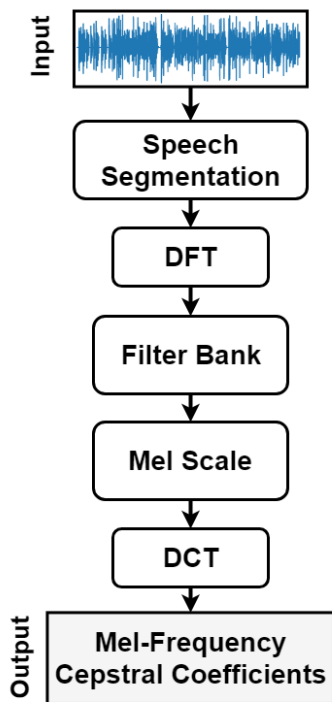 Input
Speech
Segmentation
DFT
Filter Bank
Mel Scale
DCT
Output
Mel-Frequency
Cepstral Coefficients